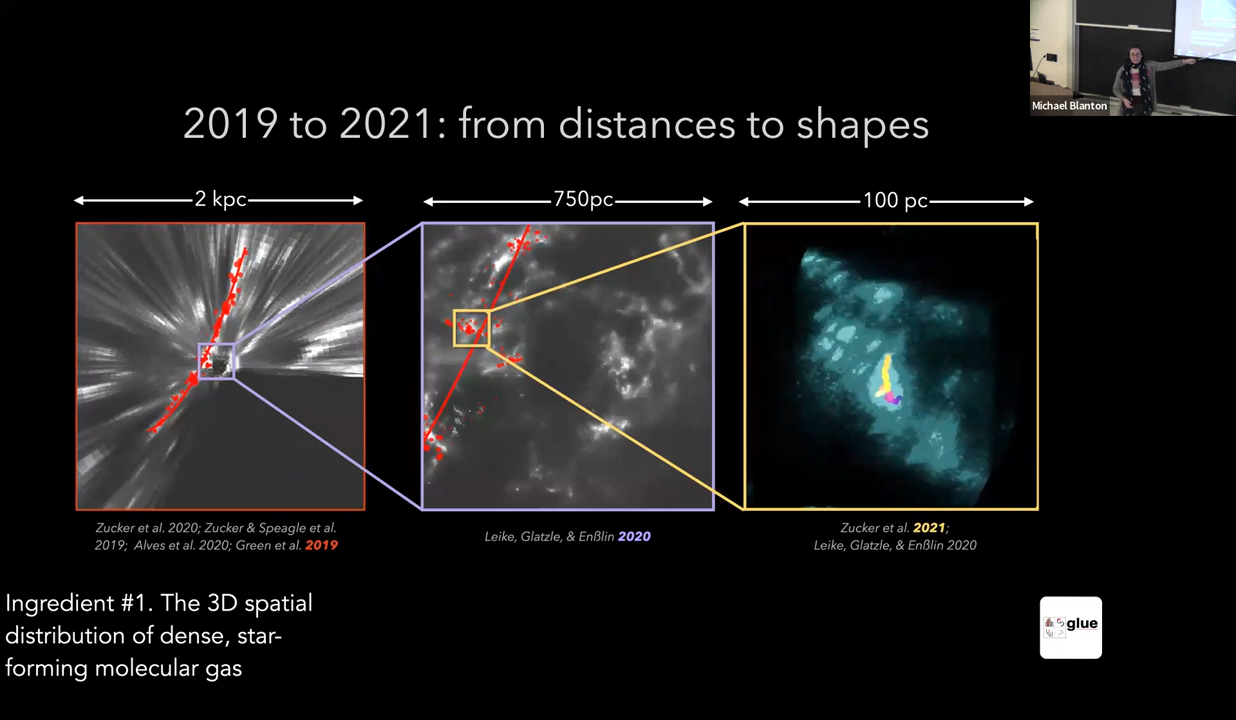 Michael Blanton
2019 to 2021: from distances to shapes
2 kpc
750pc
100 pc
Zucker et al. 2020; Zucker & Speagle et al.
2019; Alves et al. 2020; Green et al. 2019
Leike, Glatzle, & Enßlin 2020
Zucker et al. 2021;
Leike, Glatzle, & Enßlin 2020
Ingredient #1. The 3D spatial
distribution of dense, star-
forming molecular gas
glue